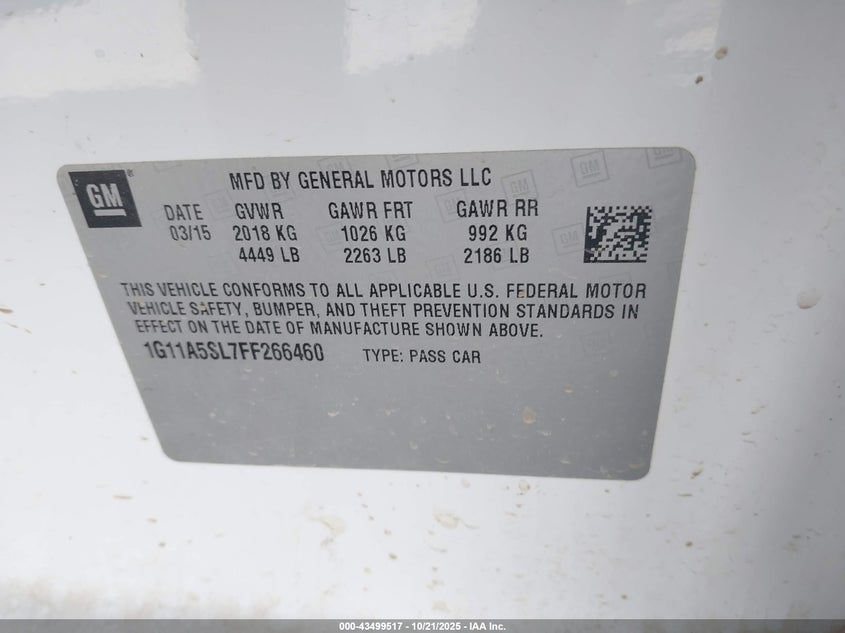 GM ®
MFD BY GENERAL MOTORS LLC
DATE GVWR GAWR FRT GAWR RR
03/15 2018 KG 1026 KG 992 KG
4449 LB 2263 LB 2186 LB
THIS VEHICLE CONFORMS TO ALL APPLICABLE U.S. FEDERAL MOTOR
VEHICLE SAFETY, BUMPER, AND THEFT PREVENTION STANDARDS IN
EFFECT ON THE DATE OF MANUFACTURE SHOWN ABOVE.
1G11A5SL7FF266460 TYPE: PASS CAR
000-43499517 - 10/21/2025 - IAA Inc.